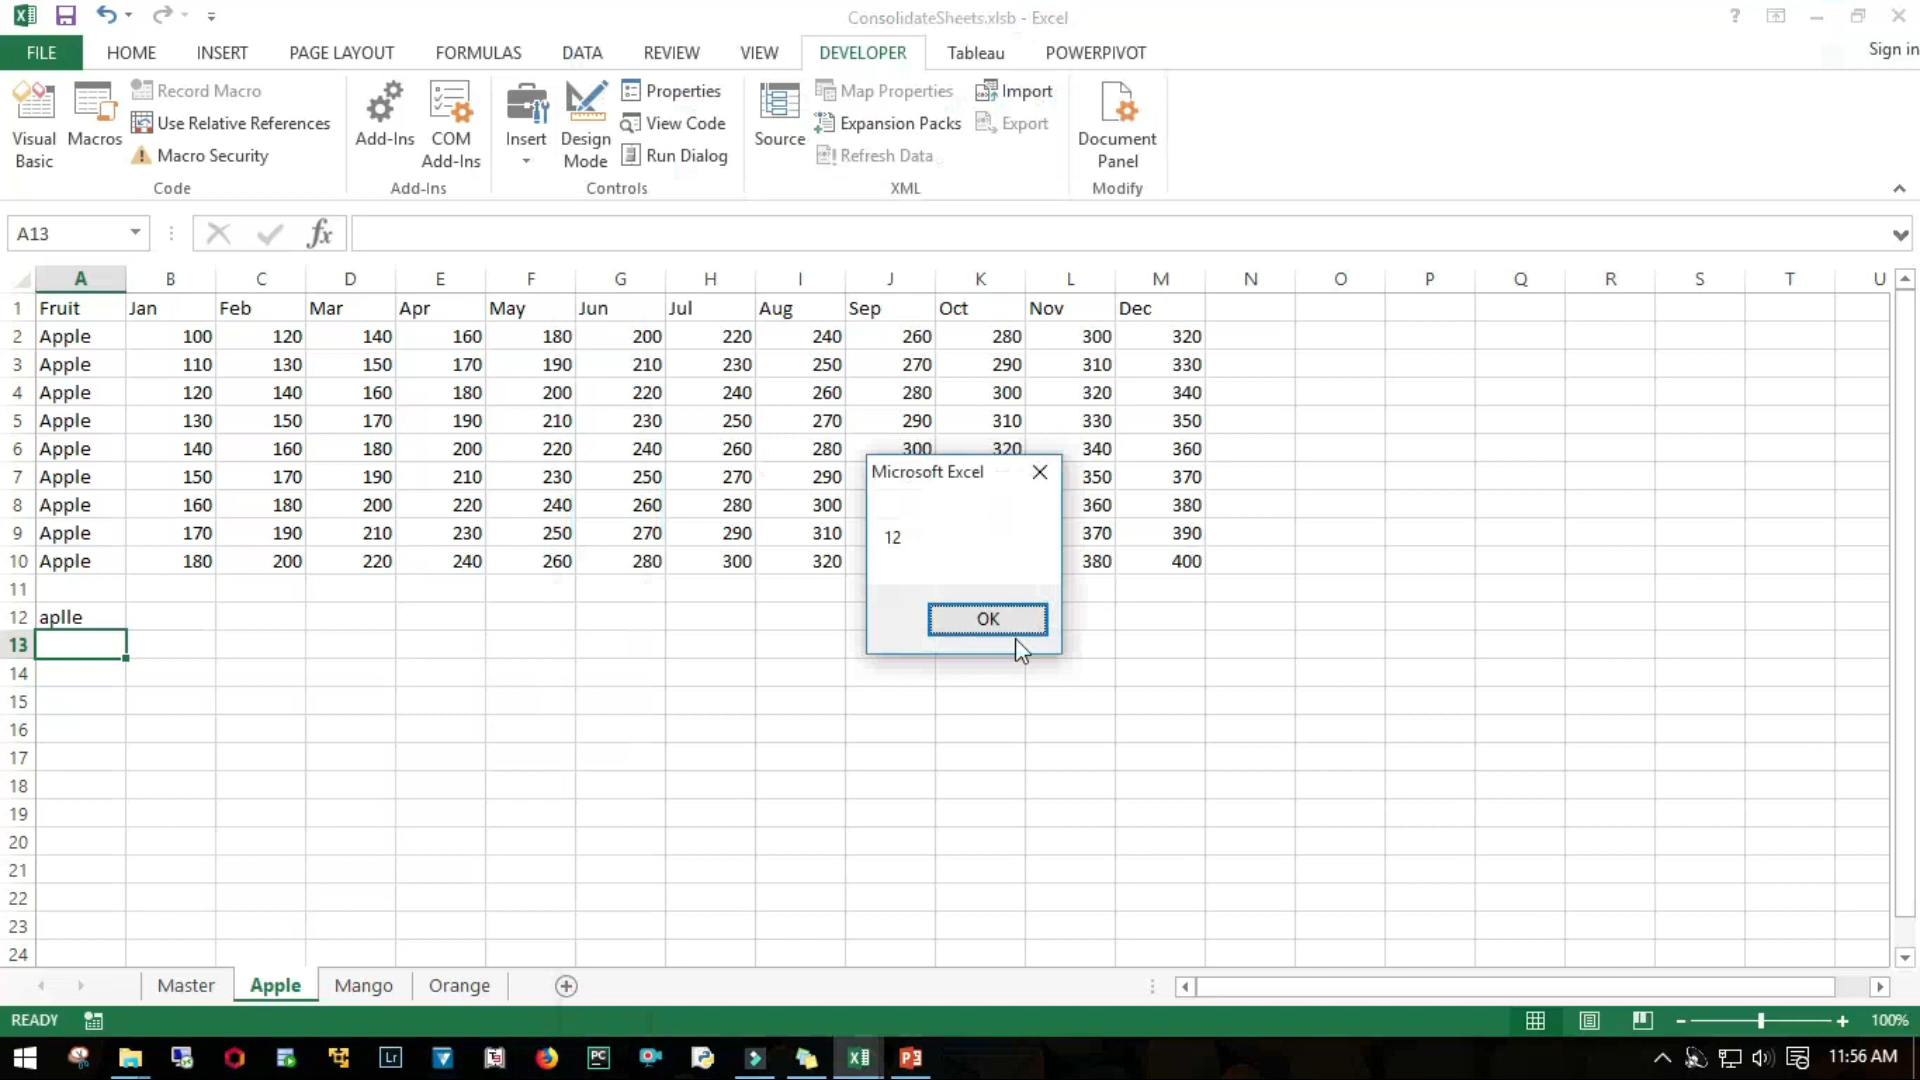 ConsolidateSheets.xlsb - Excel
?
FILE HOME INSERT PAGE LAYOUT FORMULAS DATA REVIEW VIEW DEVELOPER Tableau POWERPIVOT Sign in
Visual Basic
Macros
Record Macro
Use Relative References
Macro Security
Code
Add-Ins
COM Add-Ins
Add-Ins
Insert
Design Mode
Properties
View Code
Run Dialog
Controls
Source
Map Properties
Expansion Packs
Refresh Data
Import
Export
XML
Document Panel
Modify
A13 fx
A B C D E F G H I J K L M N O P Q R S T U
1 Fruit Jan Feb Mar Apr May Jun Jul Aug Sep Oct Nov Dec
2 Apple 100 120 140 160 180 200 220 240 260 280 300 320
3 Apple 110 130 150 170 190 210 230 250 270 290 310 330
4 Apple 120 140 160 180 200 220 240 260 280 300 320 340
5 Apple 130 150 170 190 210 230 250 270 290 310 330 350
6 Apple 140 160 180 200 220 240 260 280 300 320 340 360
7 Apple 150 170 190 210 230 250 270 290 350 370
8 Apple 160 180 200 220 240 260 280 300 360 380
9 Apple 170 190 210 230 250 270 290 310 370 390
10 Apple 180 200 220 240 260 280 300 320 380 400
11
12 aplle
13
14
15
16
17
18
19
20
21
22
23
24
Microsoft Excel
12
OK
Master Apple Mango Orange
READY 100%
Lr PC 11:56 AM